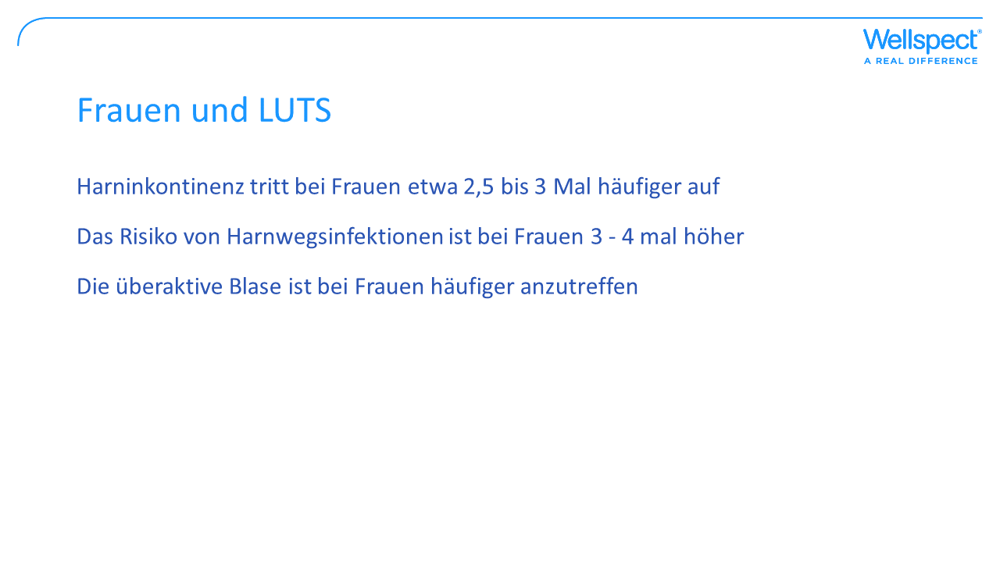 Wellspect®
A REAL DIFFERENCE
Frauen und LUTS
Harninkontinenz tritt bei Frauen etwa 2,5 bis 3 Mal häufiger auf
Das Risiko von Harnwegsinfektionen ist bei Frauen 3 - 4 mal höher
Die überaktive Blase ist bei Frauen häufiger anzutreffen